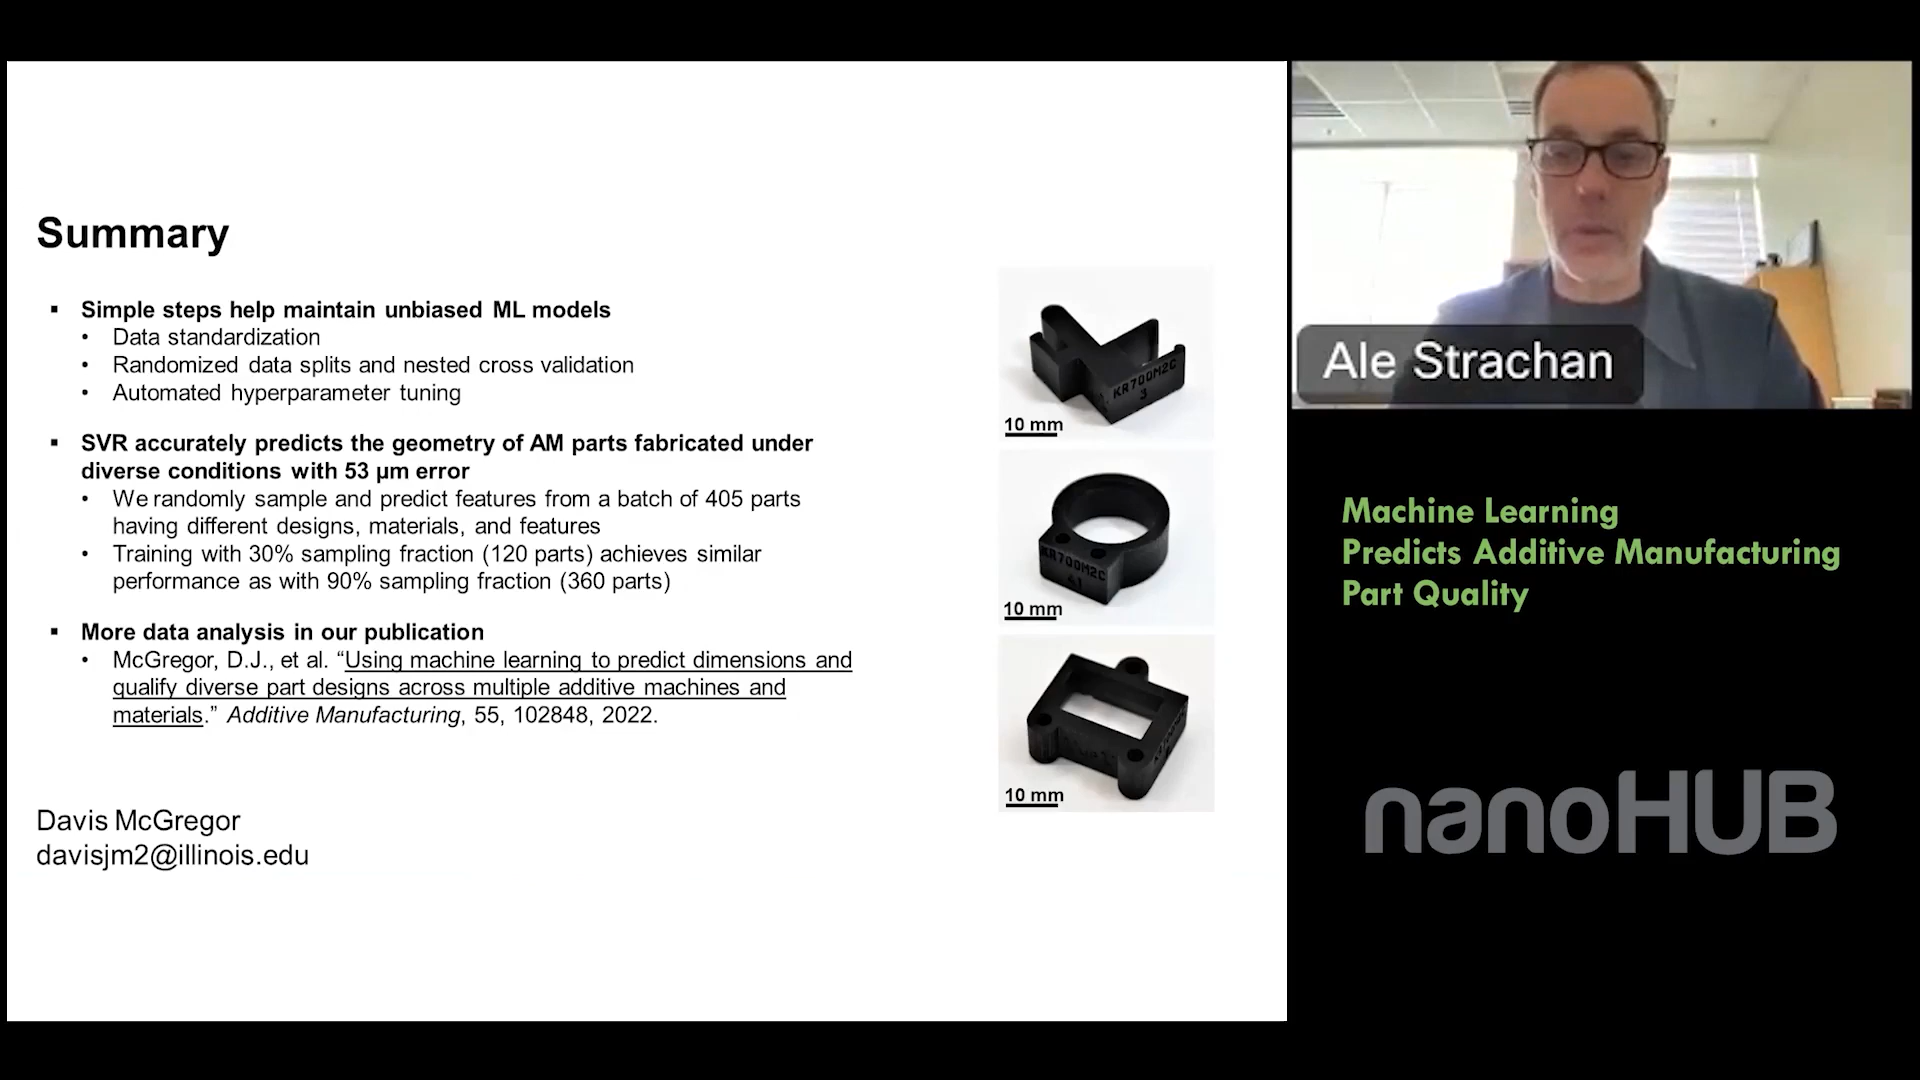 Summary
▪ Simple steps help maintain unbiased ML models
• Data standardization
• Randomized data splits and nested cross validation
• Automated hyperparameter tuning
▪ SVR accurately predicts the geometry of AM parts fabricated under
diverse conditions with 53 µm error
• We randomly sample and predict features from a batch of 405 parts
having different designs, materials, and features
• Training with 30% sampling fraction (120 parts) achieves similar
performance as with 90% sampling fraction (360 parts)
▪ More data analysis in our publication
• McGregor, D.J., et al. “Using machine learning to predict dimensions and
qualify diverse part designs across multiple additive machines and
materials.” Additive Manufacturing, 55, 102848, 2022.
Davis McGregor
davisjm2@illinois.edu
KR700M2C
3
10 mm
KR700M2C
41
10 mm
10 mm
Ale Strachan
Machine Learning
Predicts Additive Manufacturing
Part Quality
nanoHUB